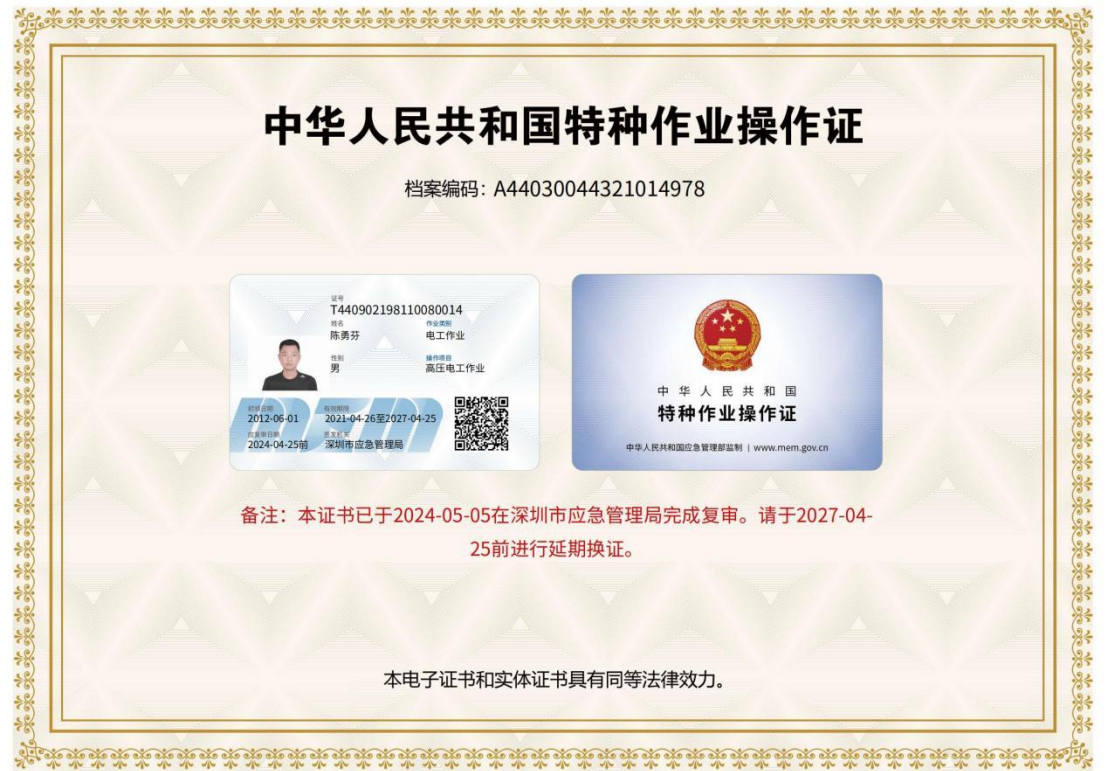 中华人民共和国特种作业操作证
档案编码：A44030044321014978
证号
T440902198110080014
姓名 作业类别
陈勇芬 电工作业
性别 操作项目
男 高压电工作业
初领日期 有效期限
2012-06-01 2021-04-26至2027-04-25
应复审日期 签发机关
2024-04-25前 深圳市应急管理局
中华人民共和国
特种作业操作证
中华人民共和国应急管理部监制 | www.mem.gov.cn
备注：本证书已于2024-05-05在深圳市应急管理局完成复审。请于2027-04-
25前进行延期换证。
本电子证书和实体证书具有同等法律效力。